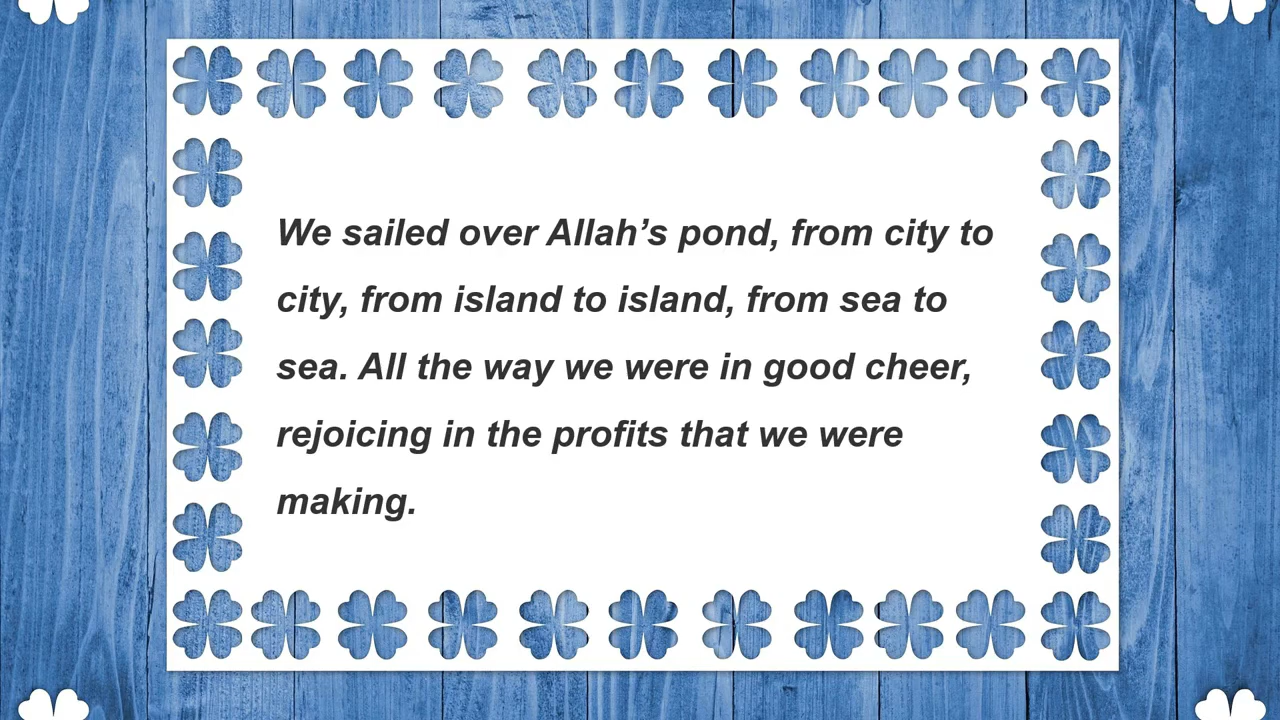 We sailed over Allah’s pond, from city to
city, from island to island, from sea to
sea. All the way we were in good cheer,
rejoicing in the profits that we were
making.